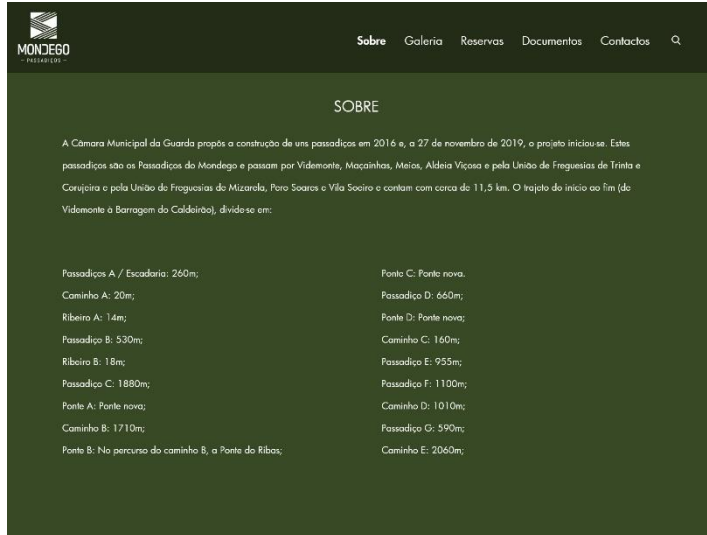 MONDEGO
– PASSADIÇOS –
Sobre Galeria Reservas Documentos Contactos
SOBRE
A Câmara Municipal da Guarda propôs a construção de uns passadiços em 2016 e, a 27 de novembro de 2019, o projeto iniciou-se. Estes
passadiços são os Passadiços do Mondego e passam por Videmonte, Maçainhas, Meios, Aldeia Viçosa e pela União de Freguesias de Trinta e
Corujeira e pela União de Freguesias de Mizarela, Pero Soares e Vila Soeiro e contam com cerca de 11,5 km. O trajeto do início ao fim (de
Videmonte à Barragem do Caldeirão), divide-se em:
Passadiços A / Escadaria: 260m;
Caminho A: 20m;
Ribeiro A: 14m;
Passadiço B: 530m;
Ribeiro B: 18m;
Passadiço C: 1880m;
Ponte A: Ponte nova;
Caminho B: 1710m;
Ponte B: No percurso do caminho B, a Ponte do Ribas;
Ponte C: Ponte nova.
Passadiço D: 660m;
Ponte D: Ponte nova;
Caminho C: 160m;
Passadiço E: 955m;
Passadiço F: 1100m;
Caminho D: 1010m;
Passadiço G: 590m;
Caminho E: 2060m;